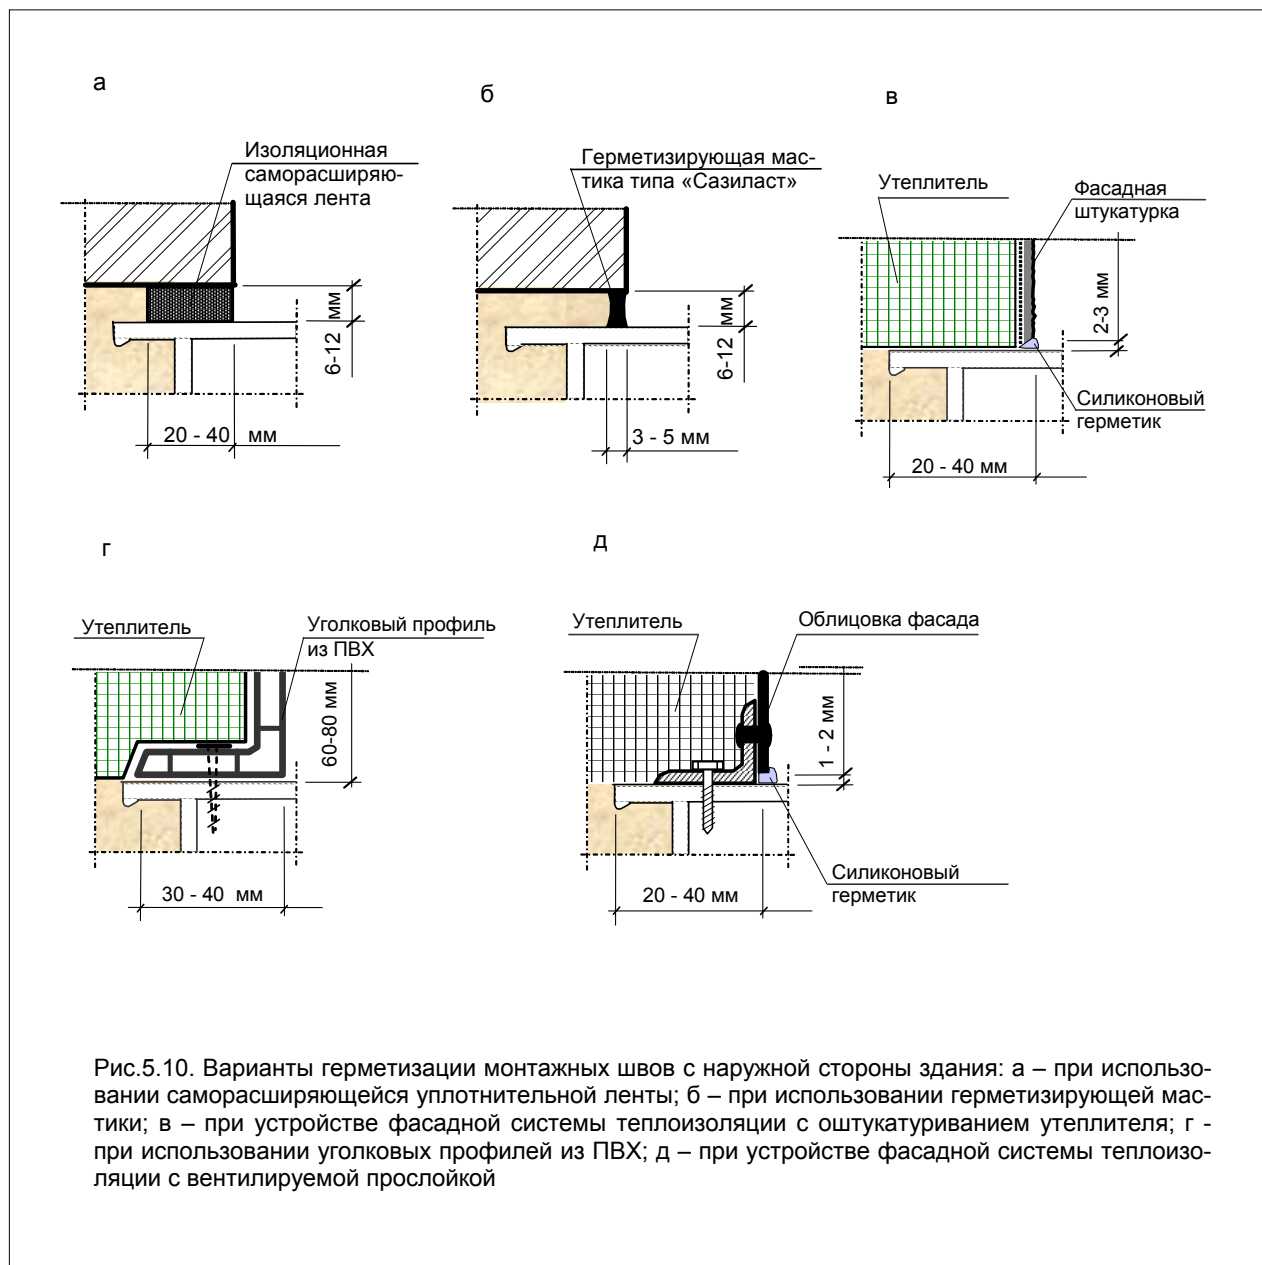 а
Изоляционная
саморасширяю-
щаяся лента
6-12 мм
20 - 40 мм
б
Герметизирующая мас-
тика типа «Сазиласт»
6-12 мм
3 - 5 мм
в
Утеплитель
Фасадная
штукатурка
2-3 мм
Силиконовый
герметик
20 - 40 мм
г
Утеплитель
Уголковый профиль
из ПВХ
60-80 мм
30 - 40 мм
д
Утеплитель
Облицовка фасада
1 - 2 мм
Силиконовый
герметик
20 - 40 мм
Рис.5.10. Варианты герметизации монтажных швов с наружной стороны здания: а – при использо-
вании саморасширяющейся уплотнительной ленты; б – при использовании герметизирующей мас-
тики; в – при устройстве фасадной системы теплоизоляции с оштукатуриванием утеплителя; г -
при использовании уголковых профилей из ПВХ; д – при устройстве фасадной системы теплоизо-
ляции с вентилируемой прослойкой